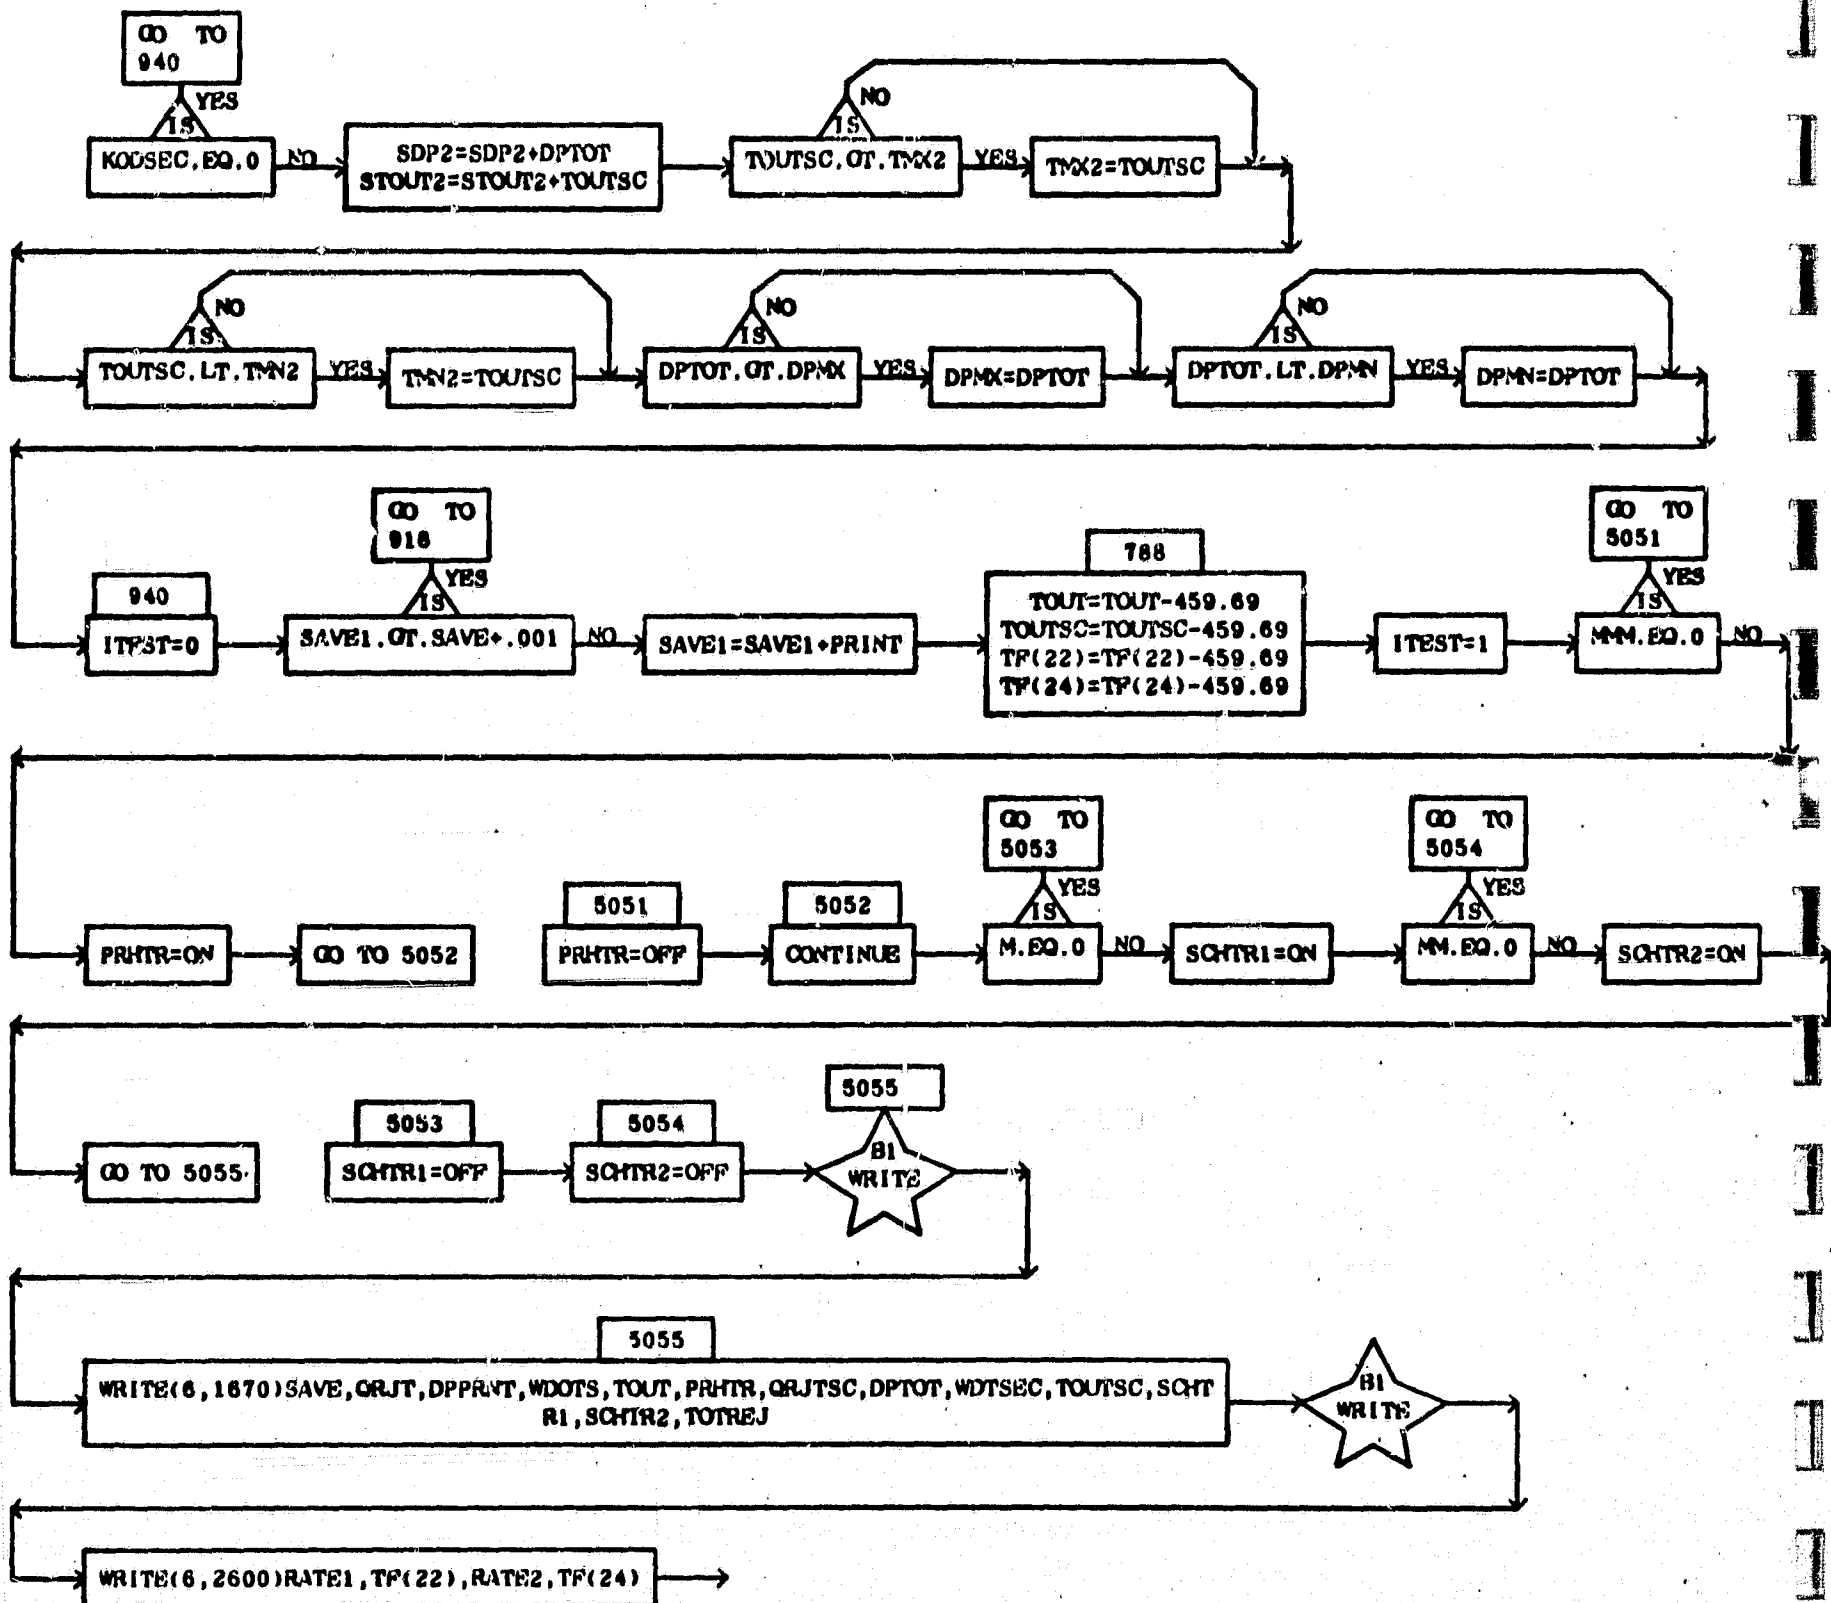 GO TO
940
YES
IS
KODSEC.EQ.0
NO
SDP2=SDP2+DPTOT
STOUT2=STOUT2+TOUTSC
NO
IS
TOUTSC.GT.TMX2
YES
TMX2=TOUTSC
NO
IS
TOUTSC.LT.TMN2
YES
TMN2=TOUTSC
NO
IS
DPTOT.GT.DPMX
YES
DPMX=DPTOT
NO
IS
DPTOT.LT.DPMN
YES
DPMN=DPTOT
940
ITEST=0
GO TO
918
YES
IS
SAVE1.GT.SAVE+.001
NO
SAVE1=SAVE1+PRINT
788
TOUT=TOUT-459.69
TOUTSC=TOUTSC-459.69
TF(22)=TF(22)-459.69
TF(24)=TF(24)-459.69
ITEST=1
GO TO
5051
YES
IS
MMM.EQ.0
NO
PRHTR=ON
GO TO 5052
5051
PRHTR=OFF
5052
CONTINUE
GO TO
5053
YES
IS
M.EQ.0
NO
SCHTR1=ON
GO TO
5054
YES
IS
MM.EQ.0
NO
SCHTR2=ON
GO TO 5055
5053
SCHTR1=OFF
5054
SCHTR2=OFF
5055
B1
WRITE
5055
WRITE(6,1670)SAVE,QRJT,DPPRNT,WDOTS,TOUT,PRHTR,QRJTSC,DPTOT,WDTSEC,TOUTSC,SCHT
R1,SCHTR2,TOTREJ
B1
WRITE
WRITE(6,2600)RATE1,TF(22),RATE2,TF(24)